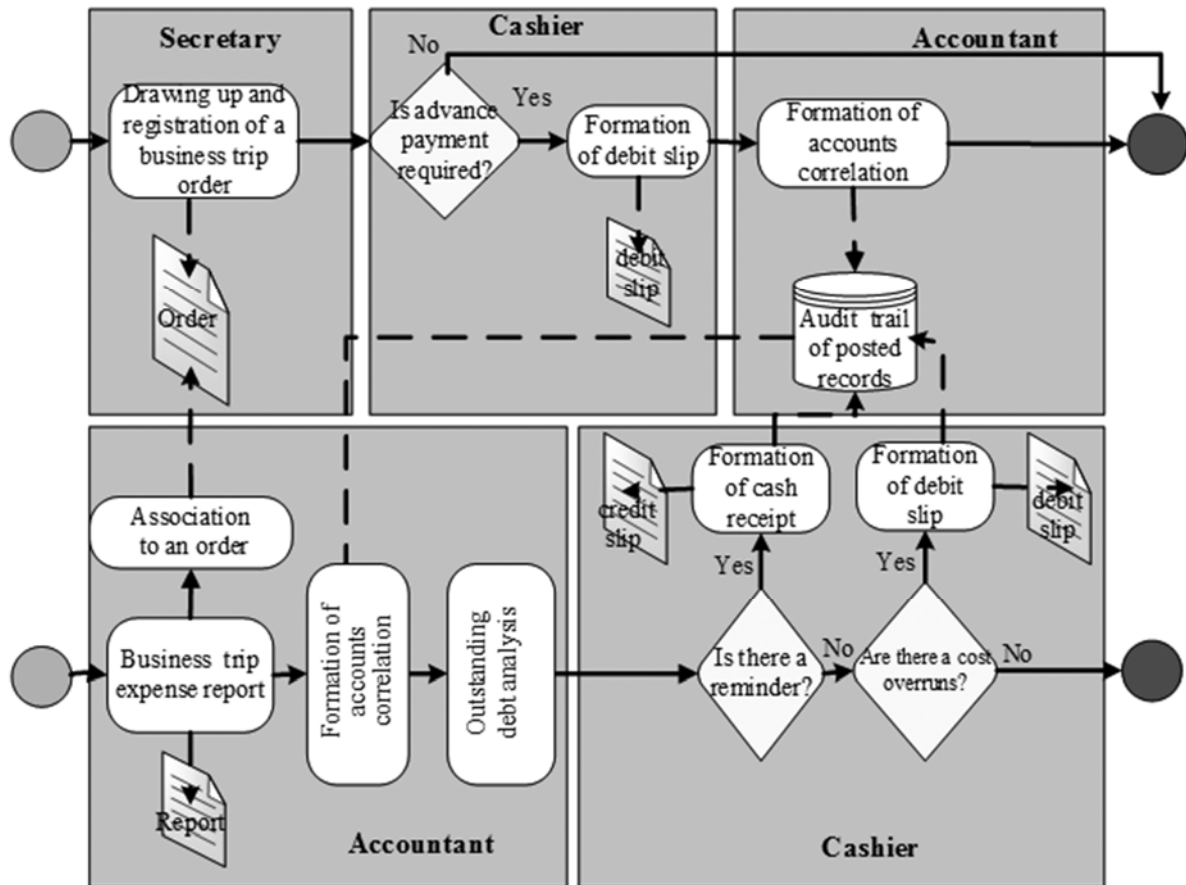 Secretary
Cashier
Accountant
Drawing up and
registration of a
business trip
order
No
Is advance
payment
required?
Yes
Formation
of debit slip
Formation of
accounts
correlation
Order
debit
slip
Audit trail
of posted
records
Association
to an order
Business trip
expense report
Report
Formation of
accounts
correlation
Outstanding
debt analysis
Accountant
credit
slip
Formation
of cash
receipt
Formation
of debit
slip
debit
slip
Yes
Yes
Is there a
reminder?
No
Are there a cost
overruns?
No
Cashier